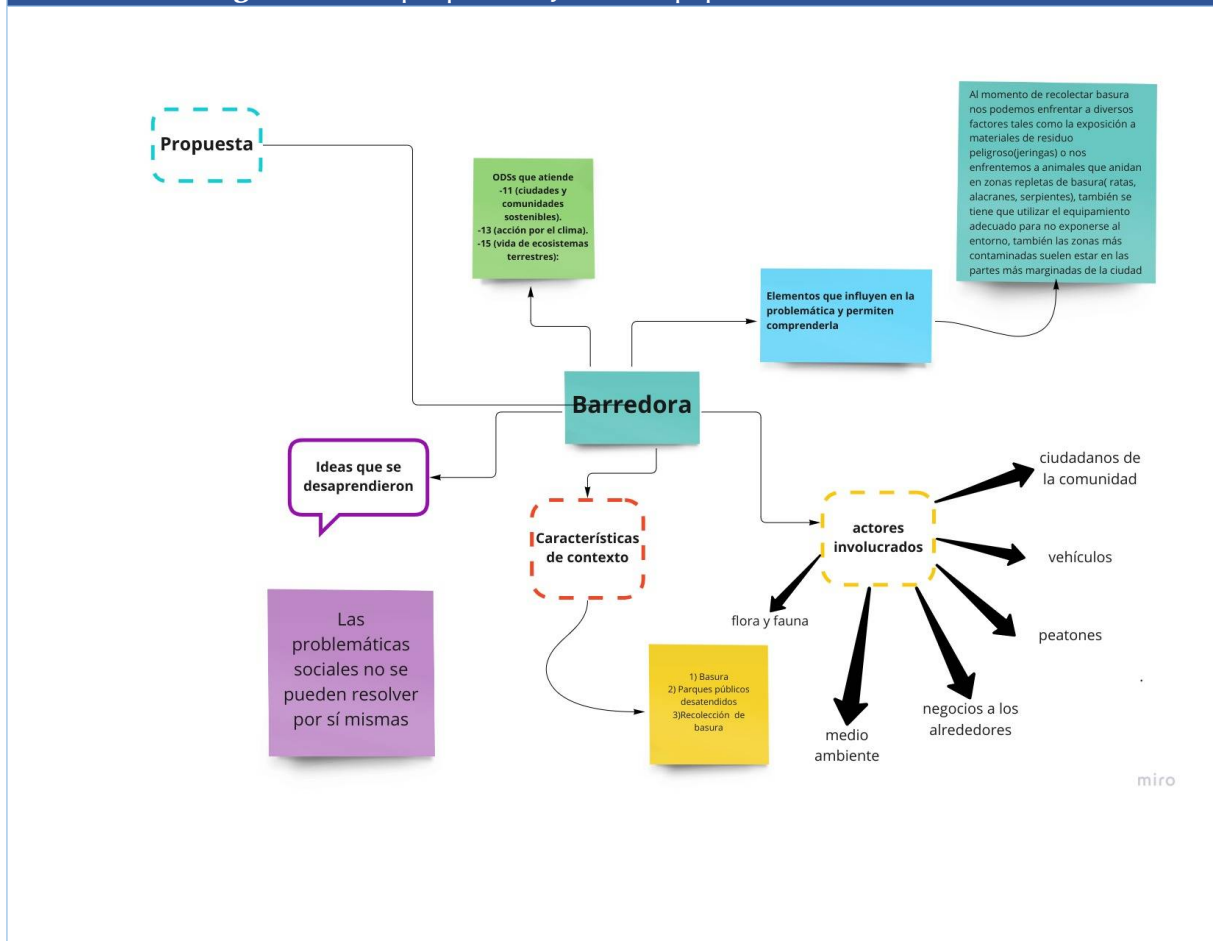 Propuesta
ODSs que atiende
-11 (ciudades y
comunidades
sostenibles).
-13 (acción por el clima).
-15 (vida de ecosistemas
terrestres):
Al momento de recolectar basura
nos podemos enfrentar a diversos
factores tales como la exposición a
materiales de residuo
peligroso(jeringas) o nos
enfrentemos a animales que anidan
en zonas repletas de basura( ratas,
alacranes, serpientes), también se
tiene que utilizar el equipamiento
adecuado para no exponerse al
entorno, también las zonas más
contaminadas suelen estar en las
partes más marginadas de la ciudad
Elementos que influyen en la
problemática y permiten
comprenderla
Barredora
Ideas que se
desaprendieron
Características
de contexto
actores
involucrados
ciudadanos de
la comunidad
vehículos
peatones
negocios a los
alrededores
medio
ambiente
flora y fauna
Las
problemáticas
sociales no se
pueden resolver
por sí mismas
1) Basura
2) Parques públicos
desatendidos
3)Recolección de
basura
miro